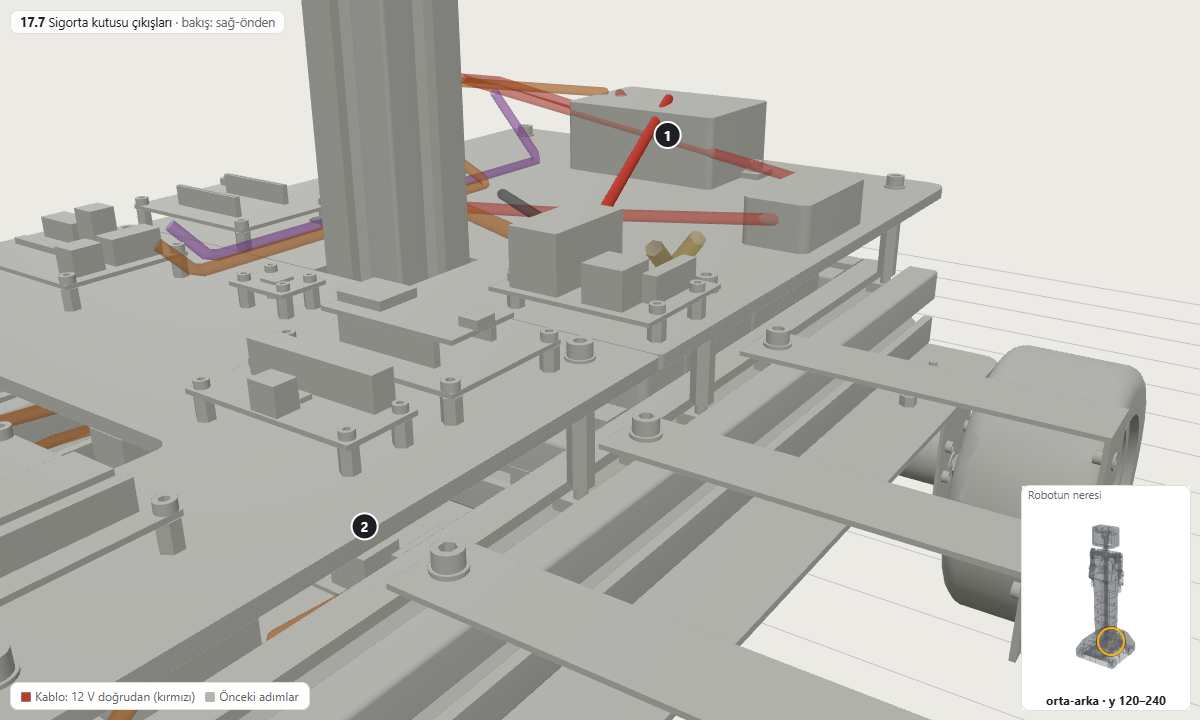 17.7 Sigorta kutusu çıkışları · bakış: sağ-önden
1
2
Robotun neresi
orta-arka · y 120–240
Kablo: 12 V doğrudan (kırmızı)
Önceki adımlar